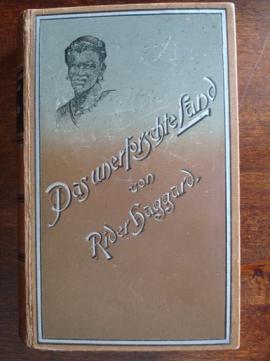 Das unerforschte Land
von
Rider Haggard.